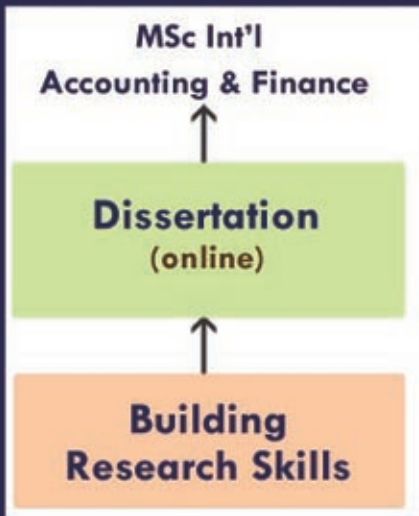 MSc Int'l
Accounting & Finance
Dissertation
(online)
Building
Research Skills